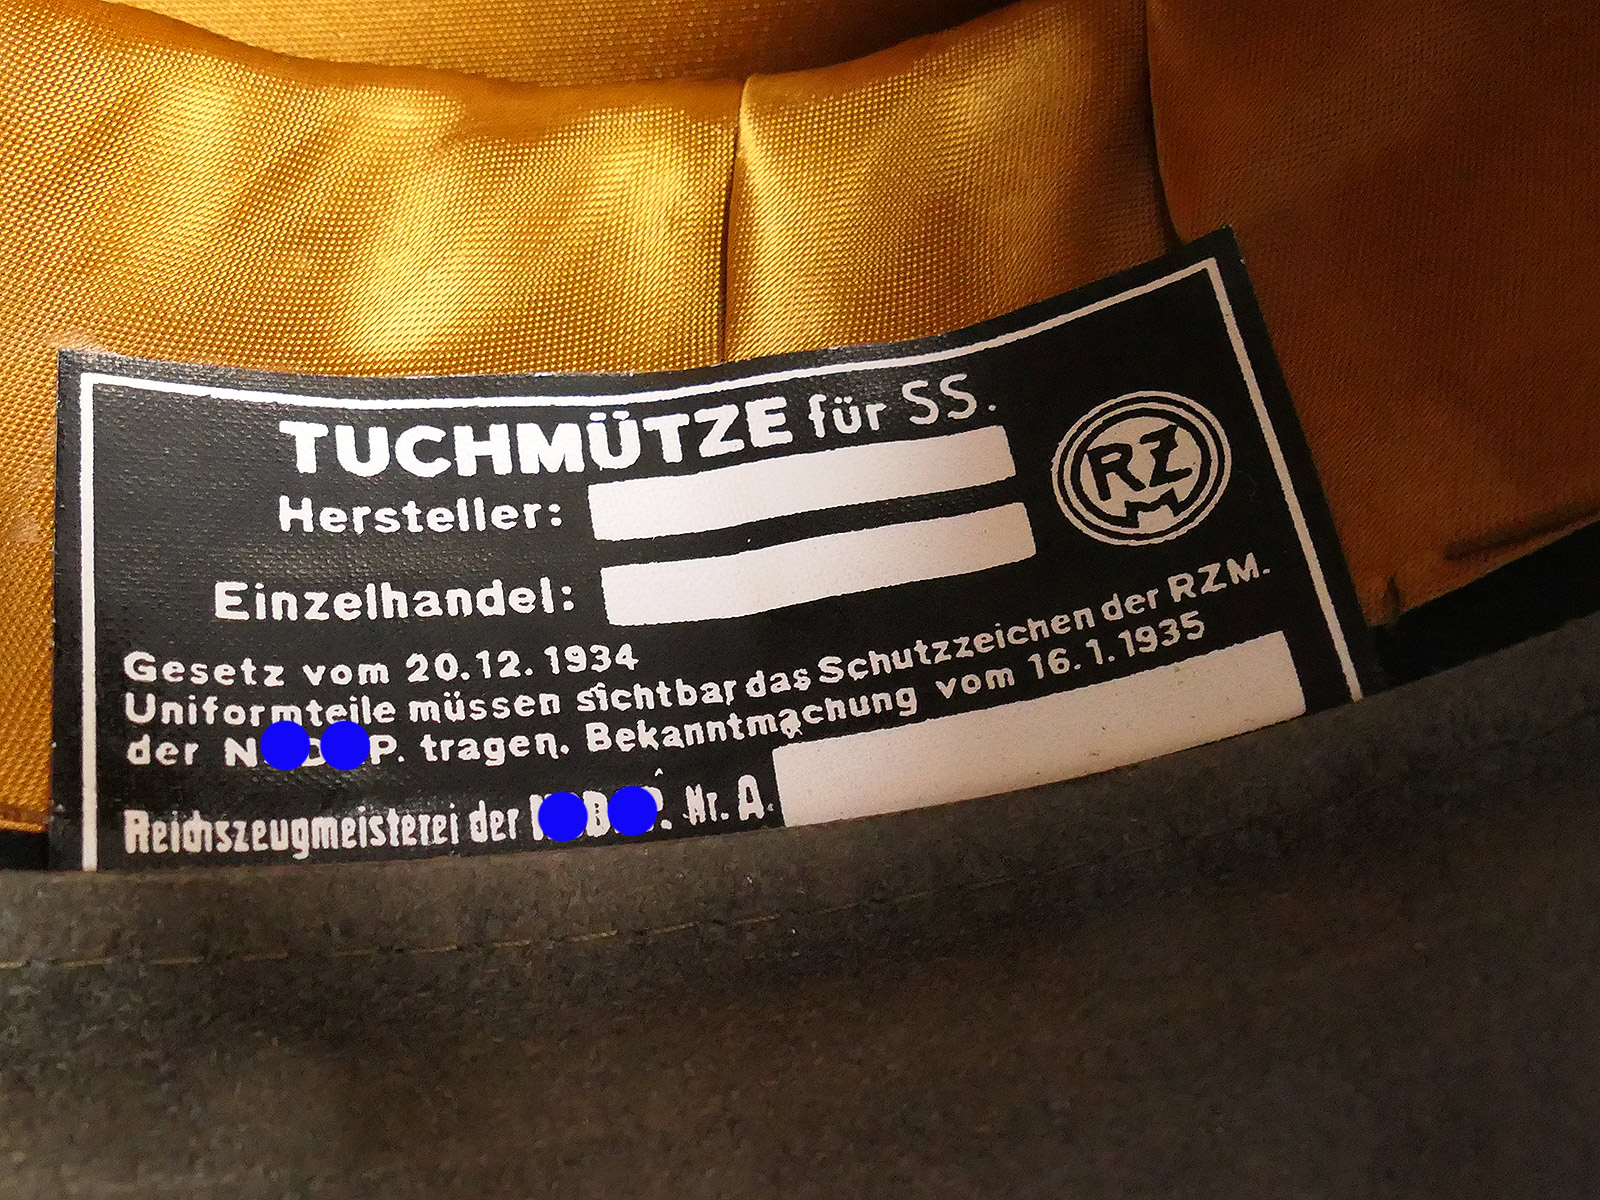 TUCHMÜTZE für SS.
Hersteller:
Einzelhandel:
RZM
Gesetz vom 20.12.1934
Uniformteile müssen sichtbar das Schutzzeichen der RZM.
der N. D P. tragen. Bekanntmachung vom 16.1.1935
Reichszeugmeisterei der N D P. Nr. A.